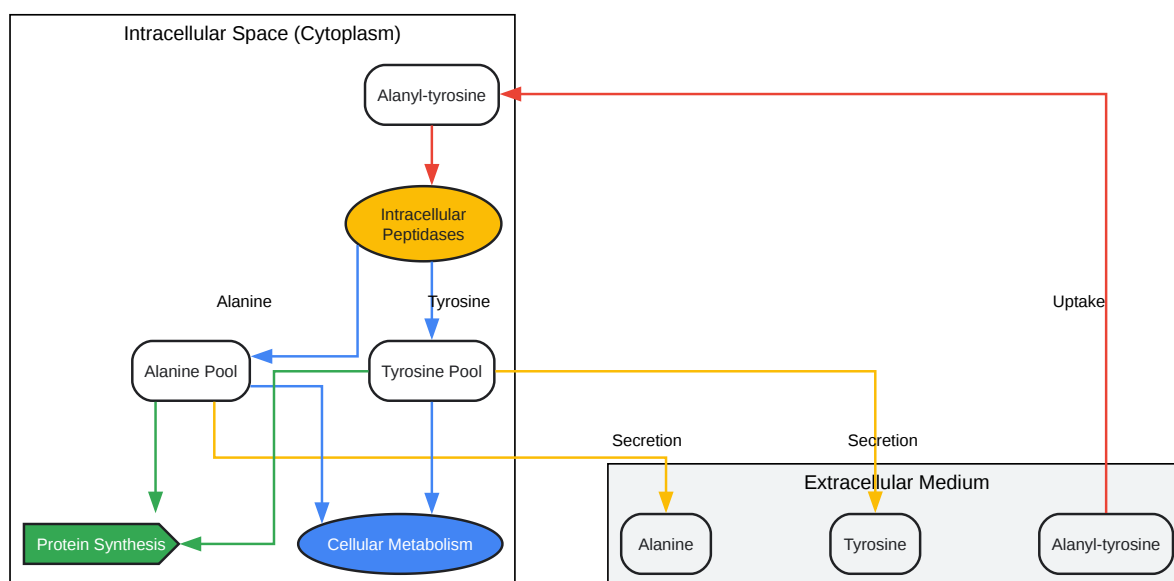 Intracellular Space (Cytoplasm)
Alanyl-tyrosine
Intracellular
Peptidases
Alanine
Tyrosine
Uptake
Alanine Pool
Tyrosine Pool
Secretion
Secretion
Extracellular Medium
Protein Synthesis
Cellular Metabolism
Alanine
Tyrosine
Alanyl-tyrosine